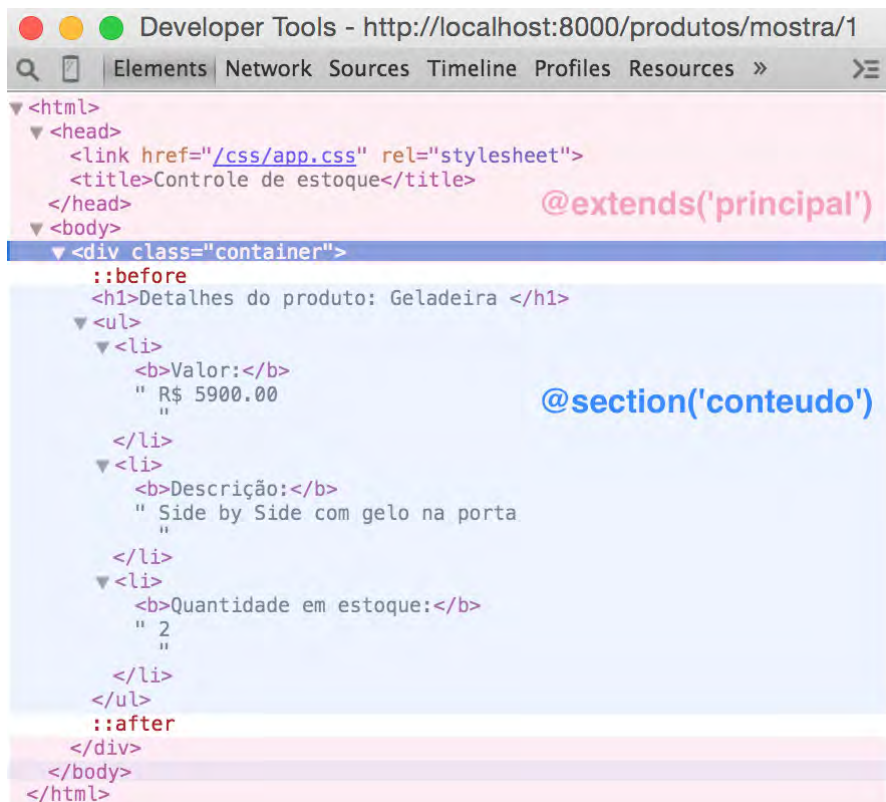 Developer Tools - http://localhost:8000/produtos/mostra/1
Elements Network Sources Timeline Profiles Resources »
<html>
<head>
<link href="/css/app.css" rel="stylesheet">
<title>Controle de estoque</title>
</head>
@extends('principal')
<body>
<div class="container">
::before
<h1>Detalhes do produto: Geladeira </h1>
<ul>
<li>
<b>Valor:</b>
" R$ 5900.00
"
@section('conteudo')
</li>
<li>
<b>Descrição:</b>
" Side by Side com gelo na porta
"
</li>
<li>
<b>Quantidade em estoque:</b>
" 2
"
</li>
</ul>
::after
</div>
</body>
</html>